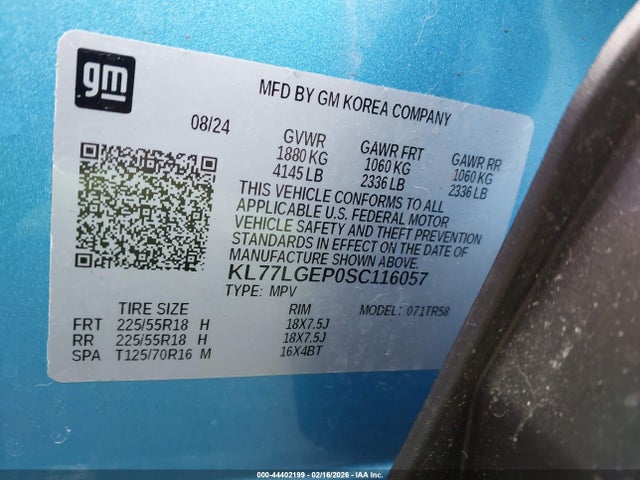 gm
MFD BY GM KOREA COMPANY
08/24
GVWR GAWR FRT GAWR RR
1880 KG 1060 KG 1060 KG
4145 LB 2336 LB 2336 LB
THIS VEHICLE CONFORMS TO ALL
APPLICABLE U.S. FEDERAL MOTOR
VEHICLE SAFETY AND THEFT PREVENTION
STANDARDS IN EFFECT ON THE DATE OF
MANUFACTURE SHOWN ABOVE.
KL77LGEP0SC116057
TYPE: MPV MODEL: 071TR58
TIRE SIZE RIM
FRT 225/55R18 H 18X7.5J
RR 225/55R18 H 18X7.5J
SPA T125/70R16 M 16X4BT
000-44402199 - 02/16/2026 - IAA Inc.